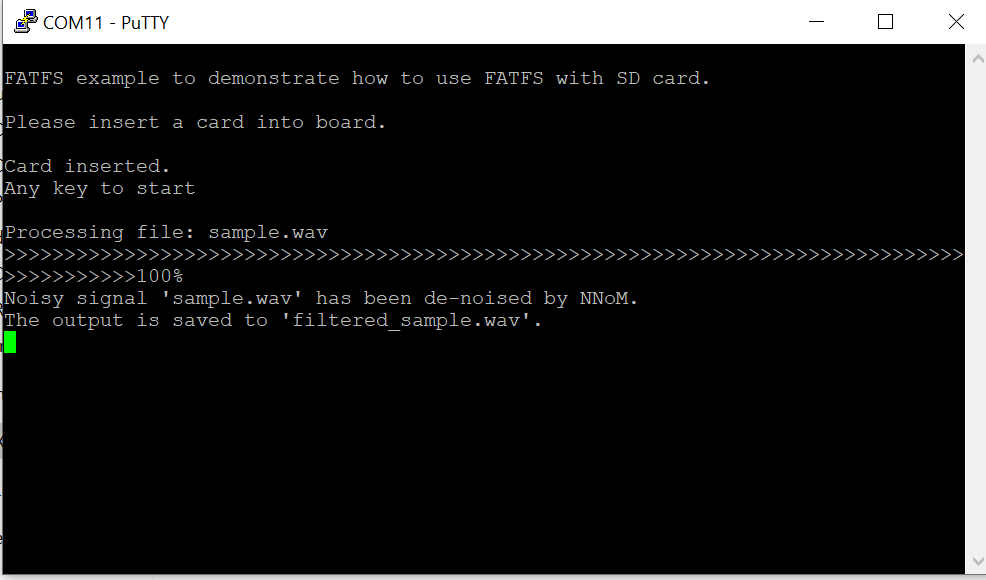 COM11 - PuTTY
FATFS example to demonstrate how to use FATFS with SD card.
Please insert a card into board.
Card inserted.
Any key to start
Processing file: sample.wav
>>>>>>>>>>>>>>>>>>>>>>>>>>>>>>>>>>>>>>>>>>>>>>>>>>>>>>>>>>>>>>>>>>>>>>>>>>>>>>>>
>>>>>>>>>>>100%
Noisy signal 'sample.wav' has been de-noised by NNoM.
The output is saved to 'filtered_sample.wav'.